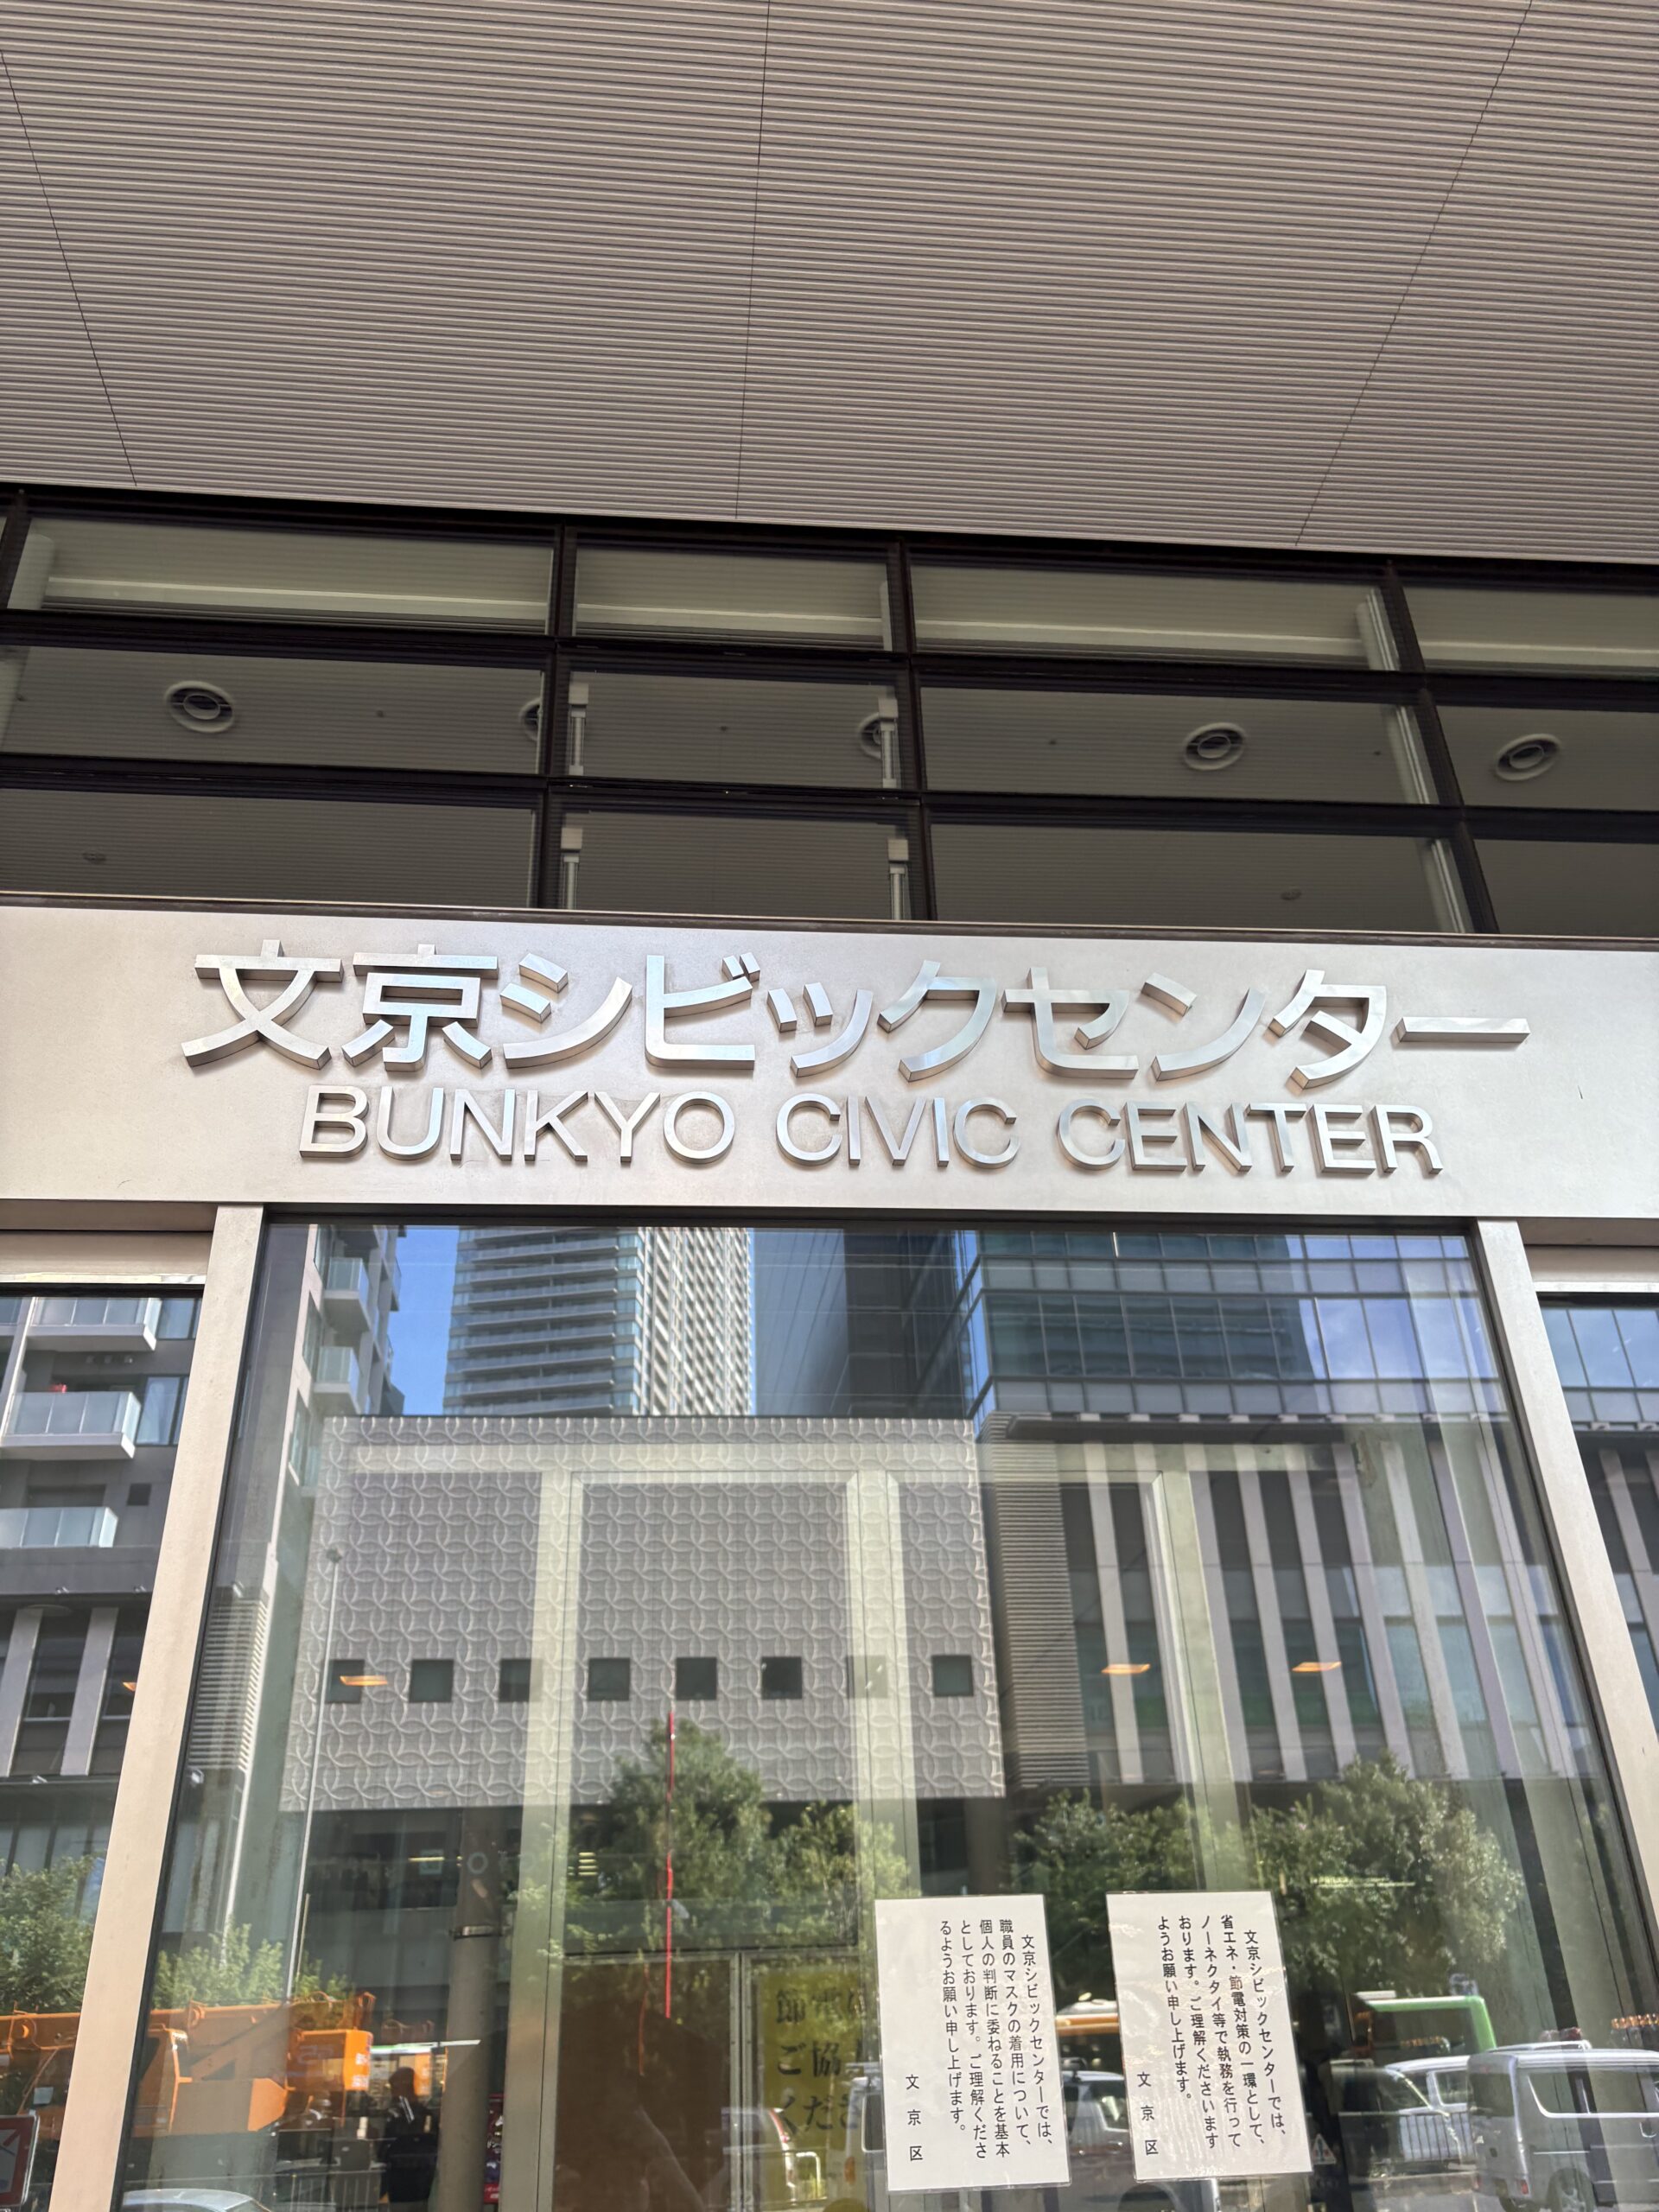 文京シビックセンター
BUNKYO CIVIC CENTER
文京シビックセンターでは、
省エネ・節電対策の一環として、
ノーネクタイ等で執務を行って
おります。ご理解くださいます
ようお願い申し上げます。
文京区
文京シビックセンターでは、
職員のマスクの着用について、
個人の判断に委ねることを基本
としております。ご理解くださ
るようお願い申し上げます。
文京区
節電
ご協
くださ